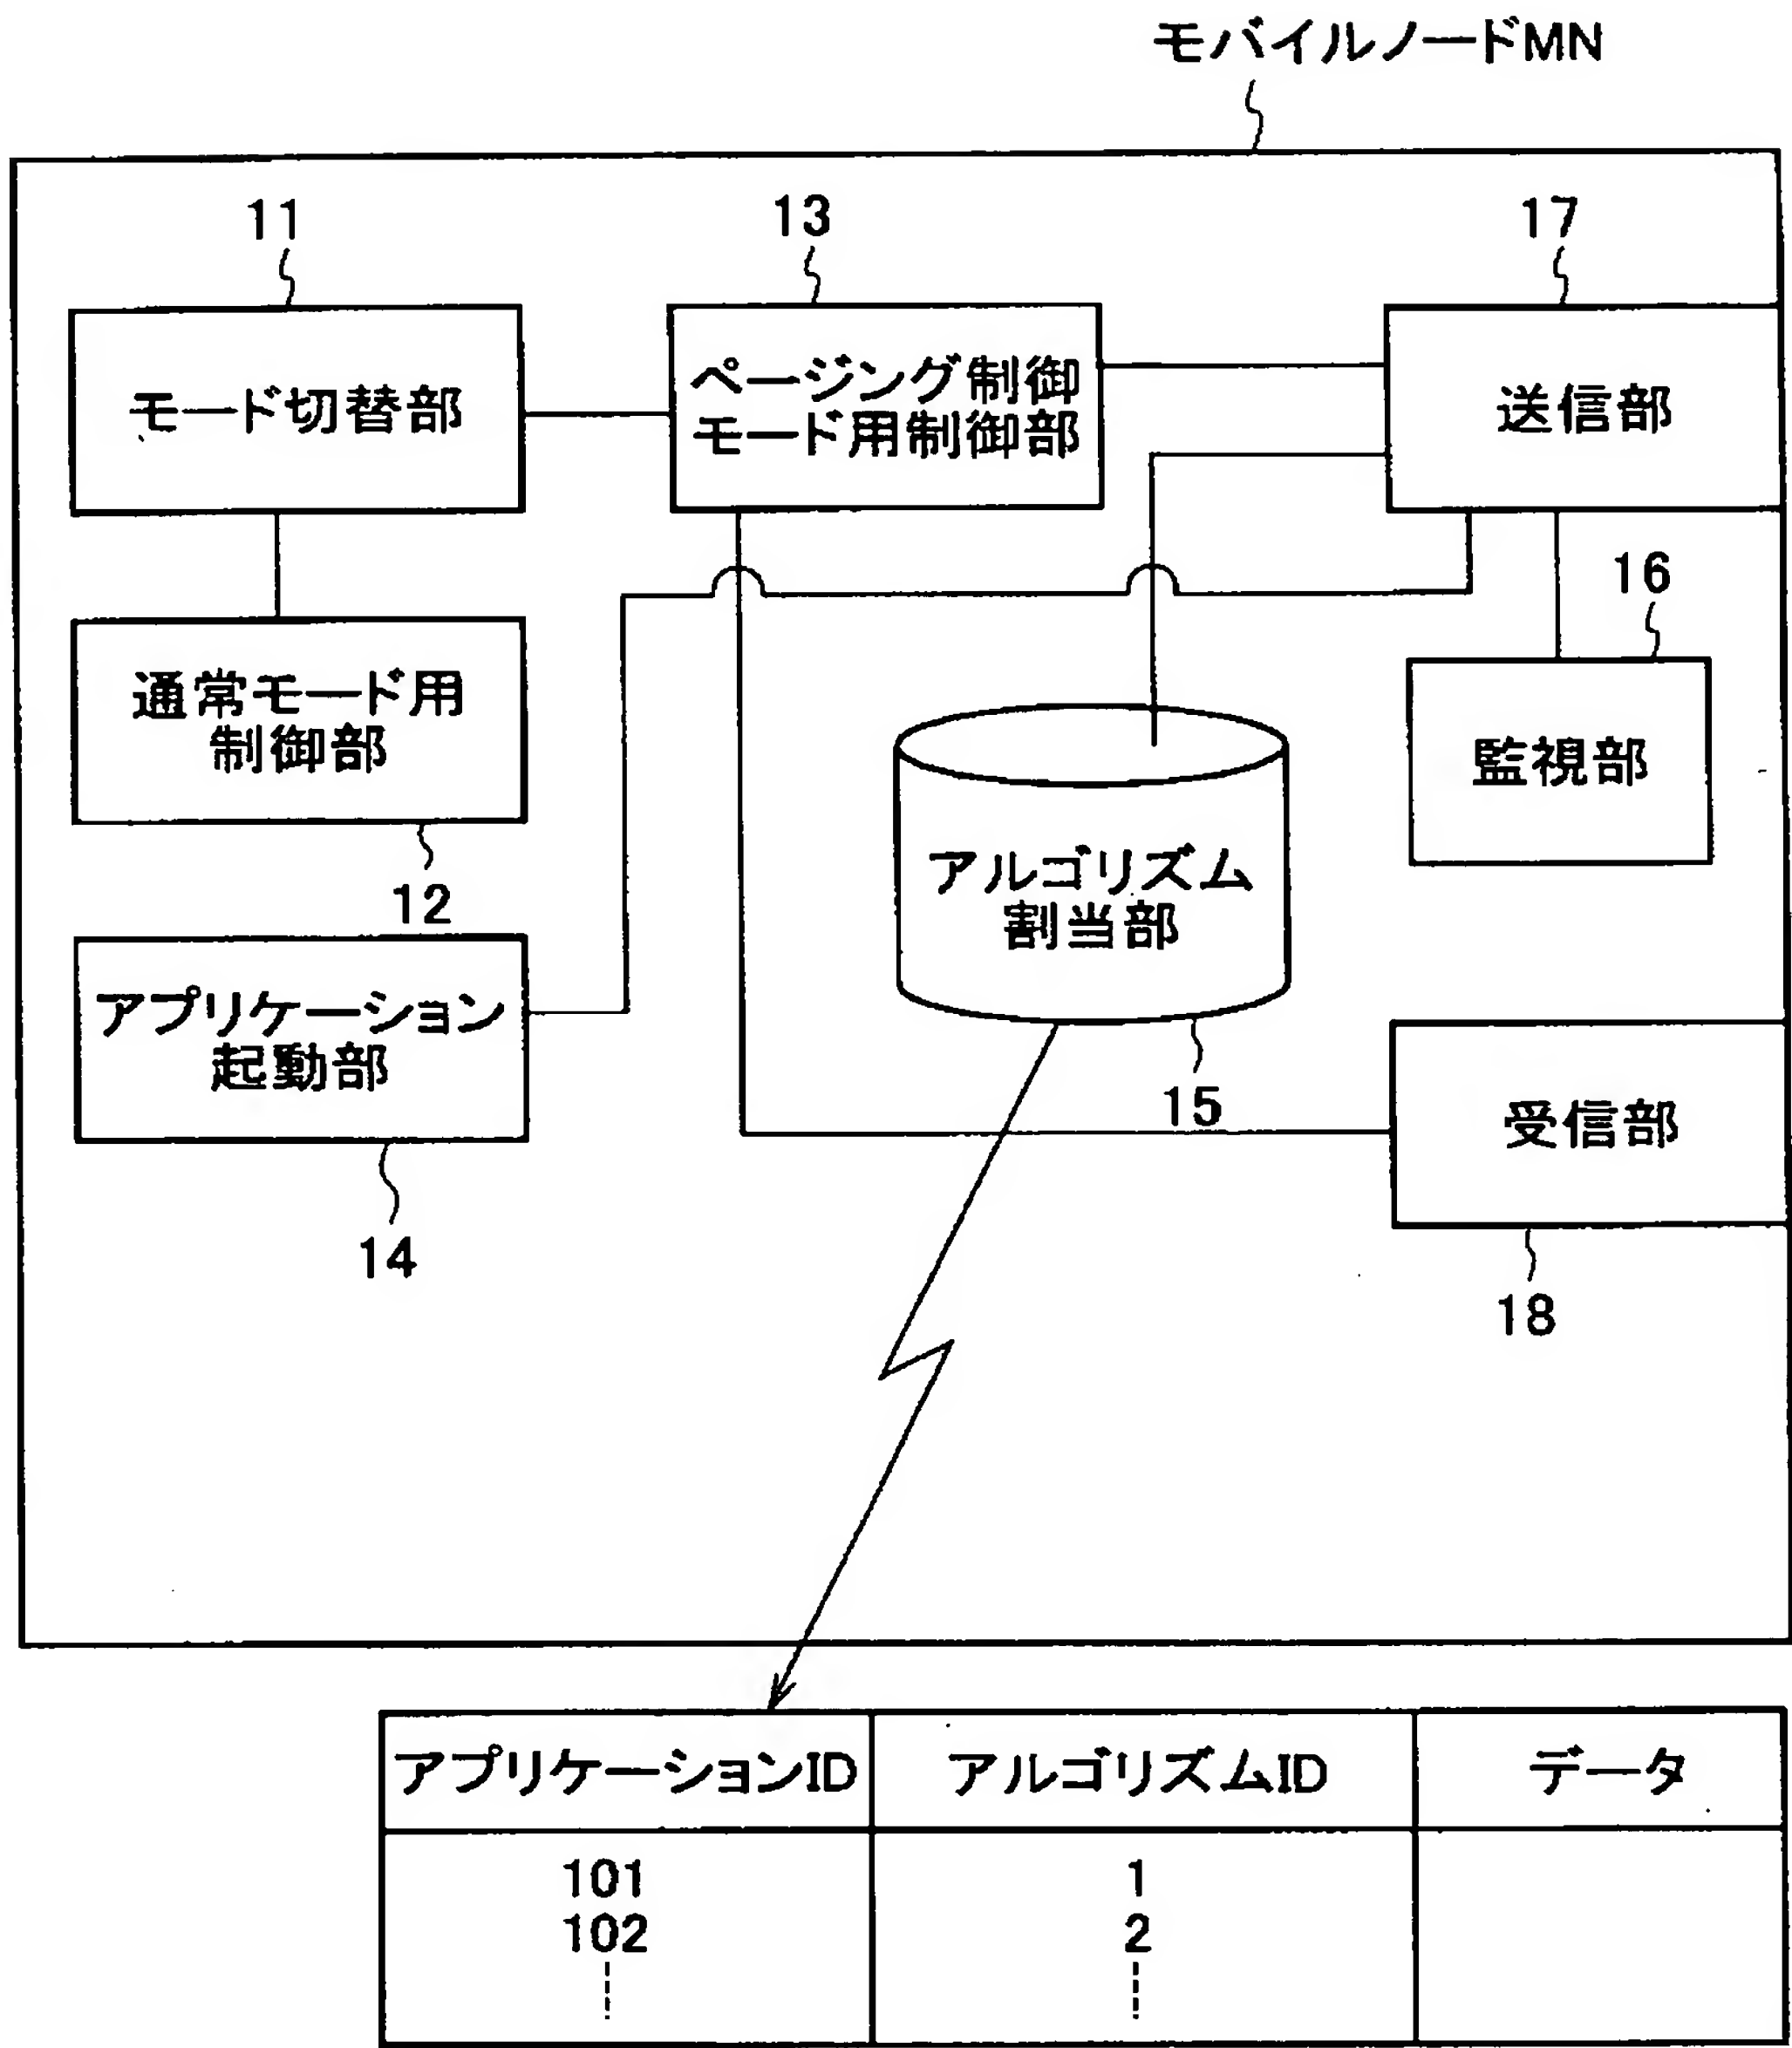 モバイルノードMN
11
13
17
モード切替部
ページング制御
モード用制御部
送信部
16
通常モード用
制御部
監視部
12
アルゴリズム
割当部
アプリケーション
起動部
15
受信部
14
18
アプリケーションID
アルゴリズムID
データ
101
1
102
2